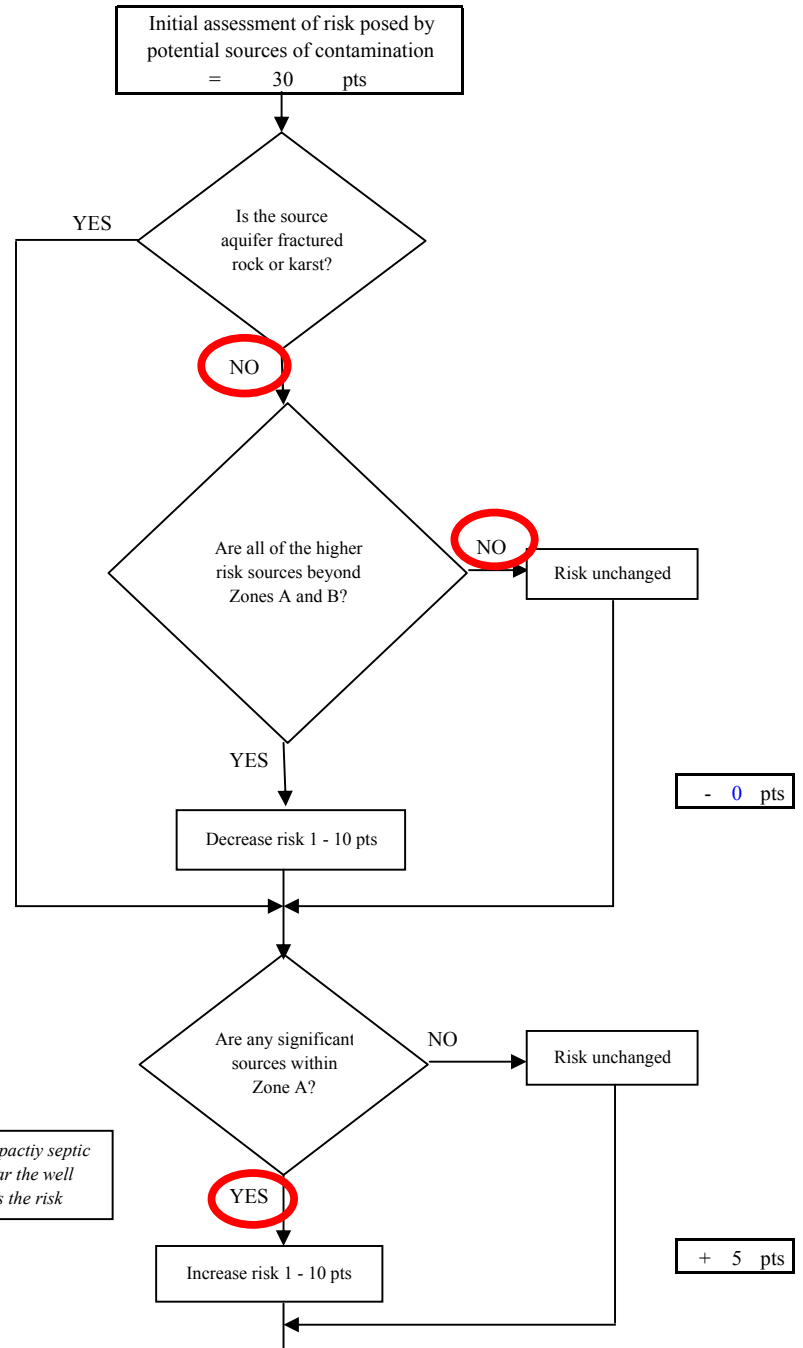 Initial assessment of risk posed by
potential sources of contamination
= 30 pts
YES
Is the source
aquifer fractured
rock or karst?
NO
Are all of the higher
risk sources beyond
Zones A and B?
NO
Risk unchanged
YES
- 0 pts
Decrease risk 1 - 10 pts
Are any significant
sources within
Zone A?
NO
Risk unchanged
pactiy septic
the well
the risk
YES
+ 5 pts
Increase risk 1 - 10 pts